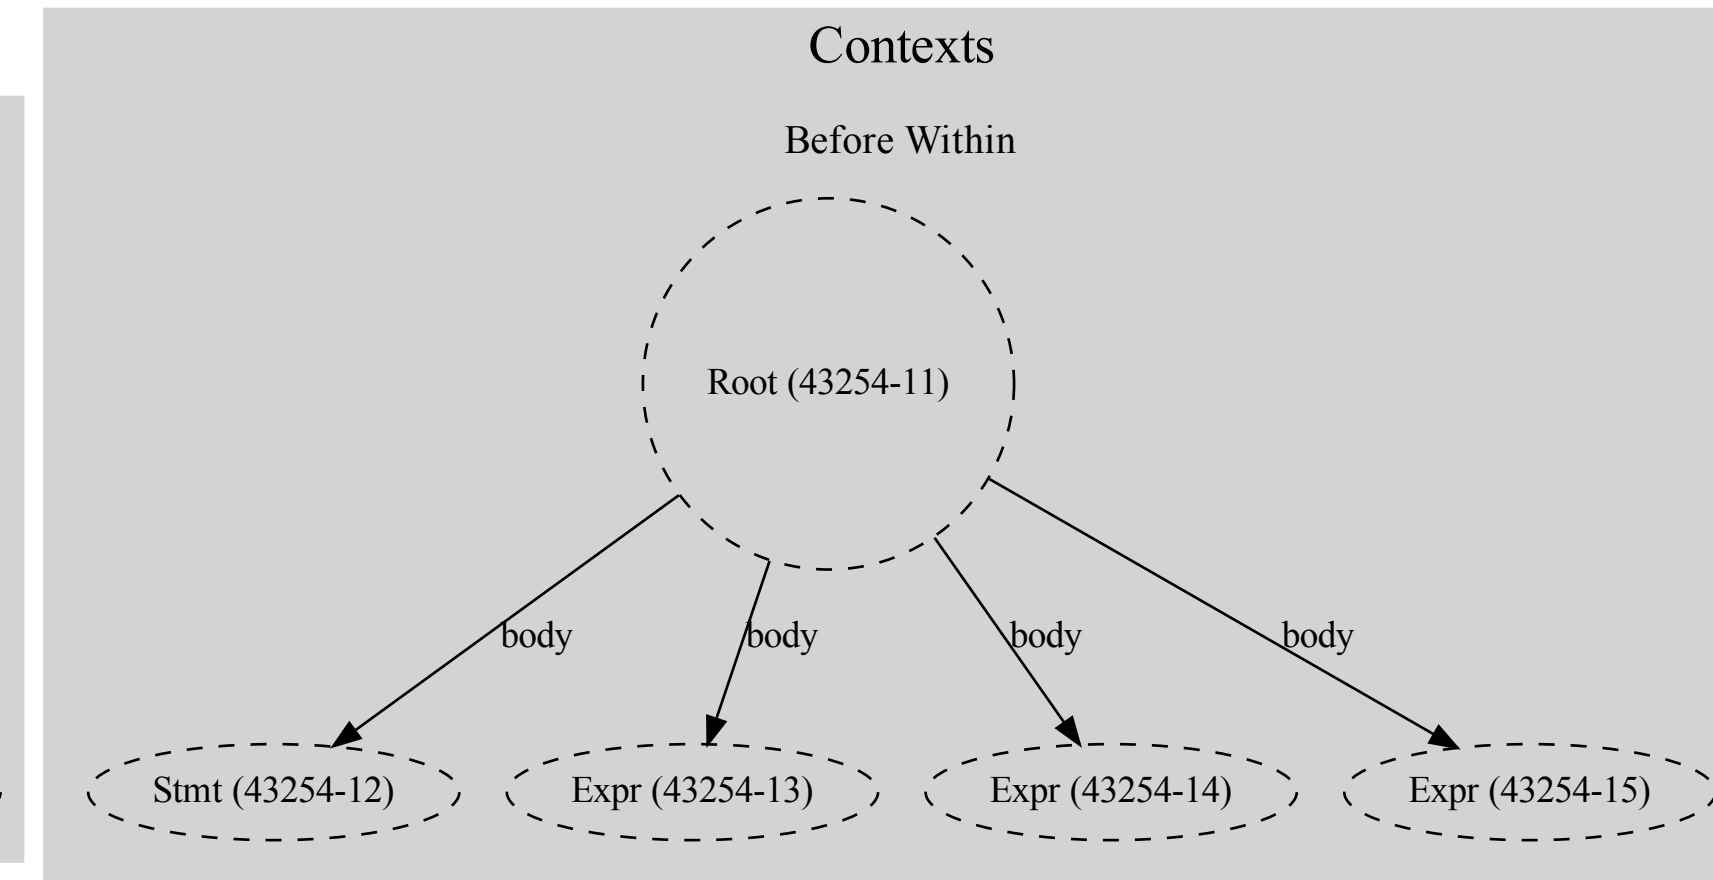 Contexts
Before Within
Root (43254-11)
body body body body
Stmt (43254-12) Expr (43254-13) Expr (43254-14) Expr (43254-15)